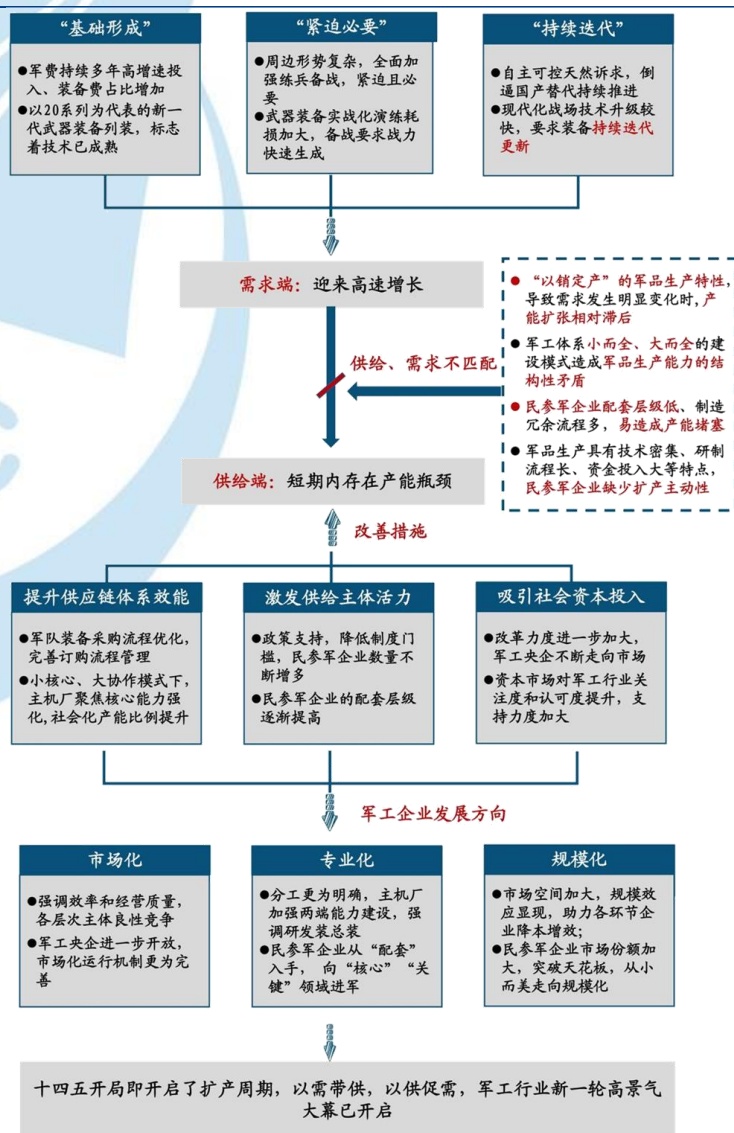 “基础形成”
●军费持续多年高增速投
入、装备费占比增加
●以20系列为代表的新一
代武器装备列装，标志
着技术已成熟
“紧迫必要”
●周边形势复杂，全面加
强练兵备战，紧迫且必
要
●武器装备实战化演练耗
损加大，备战要求战力
快速生成
“持续迭代”
●自主可控天然诉求，倒
逼国产替代持续推进
●现代化战场技术升级较
快，要求装备持续迭代
更新
需求端：迎来高速增长
供给、需求不匹配
● “以销定产”的军品生产特性，
导致需求发生明显变化时,产
能扩张相对滞后
● 军工体系小而全、大而全的建
设模式造成军品生产能力的结
构性矛盾
● 民参军企业配套层级低、制造
冗余流程多，易造成产能堵塞
● 军品生产具有技术密集、研制
流程长、资金投入大等特点，
民参军企业缺少扩产主动性
供给端：短期内存在产能瓶颈
改善措施
提升供应链体系效能
●军队装备采购流程优化，
完善订购流程管理
●小核心、大协作模式下，
主机厂聚焦核心能力强
化,社会化产能比例提升
激发供给主体活力
●政策支持，降低制度门
槛，民参军企业数量不
断增多
●民参军企业的配套层级
逐渐提高
吸引社会资本投入
●改革力度进一步加大，
军工央企不断走向市场
●资本市场对军工行业关
注度和认可度提升，支
持力度加大
军工企业发展方向
市场化
●强调效率和经营质量，
各层次主体良性竞争
●军工央企进一步开放，
市场化运行机制更为完
善
专业化
●分工更为明确，主机厂
加强两端能力建设，强
调研发装总装
●民参军企业从“配套”
入手，向“核心”“关
键”领域进军
规模化
●市场空间加大，规模效
应显现，助力各环节企
业降本增效;
●民参军企业市场份额加
大，突破天花板，从小
而美走向规模化
十四五开局即开启了扩产周期，以需带供，以供促需，军工行业新一轮高景气
大幕已开启